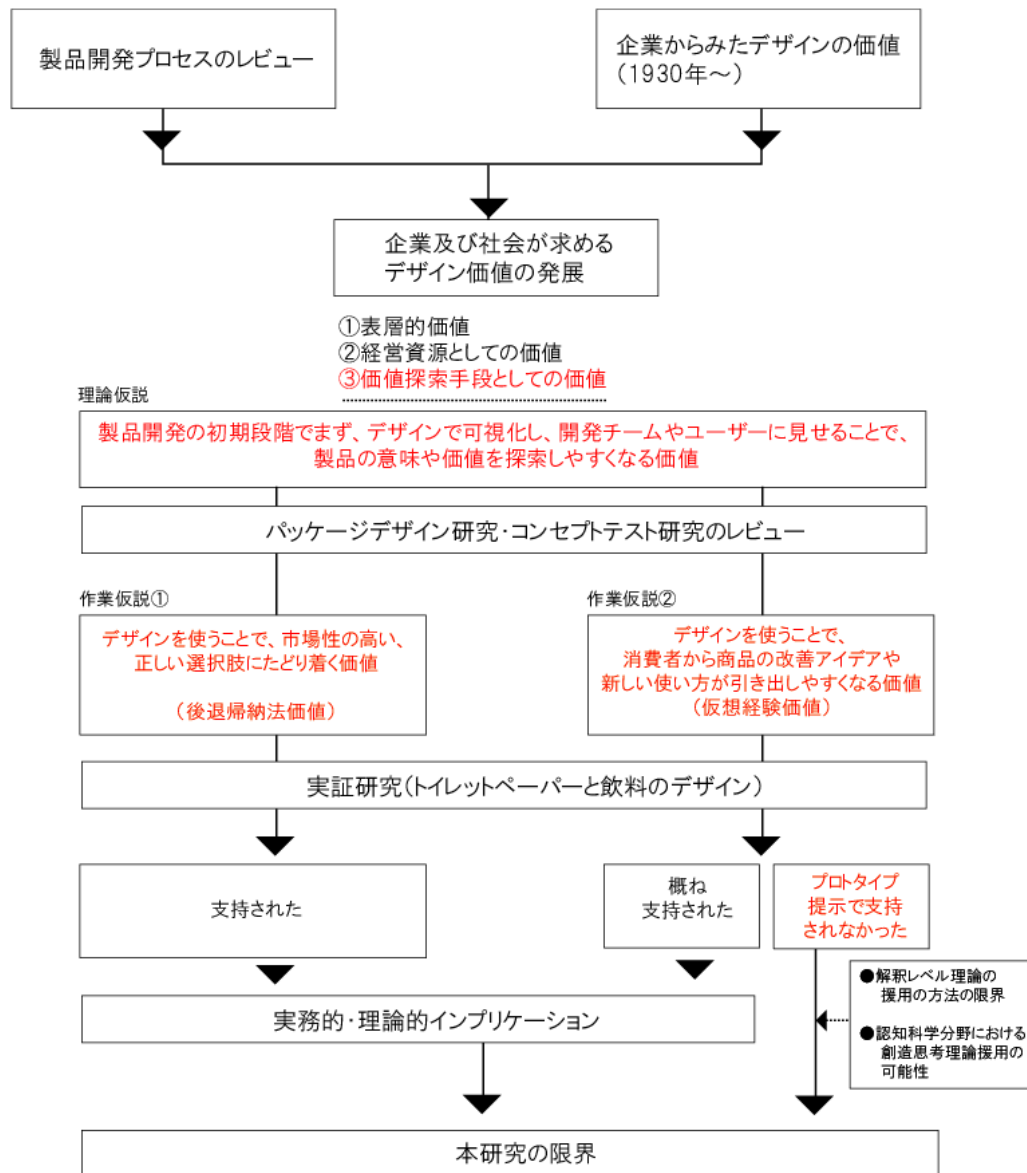 製品開発プロセスのレビュー
企業からみたデザインの価値
(1930年～)
企業及び社会が求める
デザイン価値の発展
①表層的価値
②経営資源としての価値
③価値探索手段としての価値
理論仮説
製品開発の初期段階でまず、デザインで可視化し、開発チームやユーザーに見せることで、
製品の意味や価値を探索しやすくなる価値
パッケージデザイン研究・コンセプトテスト研究のレビュー
作業仮説①
デザインを使うことで、市場性の高い、
正しい選択肢にたどり着く価値
(後退帰納法価値)
作業仮説②
デザインを使うことで、
消費者から商品の改善アイデアや
新しい使い方が引き出しやすくなる価値
(仮想経験価値)
実証研究(トイレットペーパーと飲料のデザイン)
支持された
概ね
支持された
プロトタイプ
提示で支持
されなかった
●解釈レベル理論の
援用の方法の限界
●認知科学分野における
創造思考理論援用の
可能性
実務的・理論的インプリケーション
本研究の限界